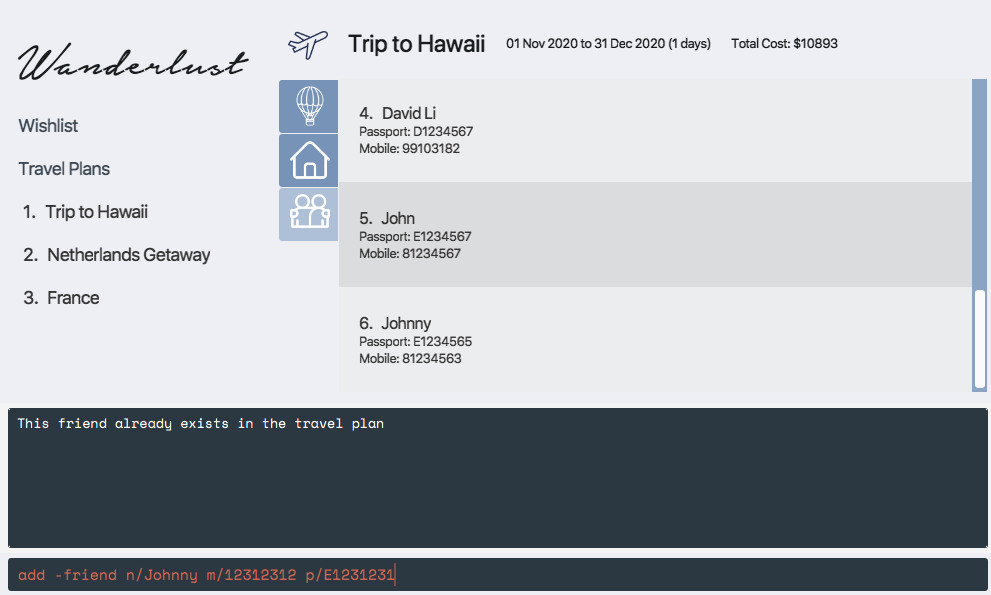 Wanderlust
Wishlist
Travel Plans
1. Trip to Hawaii
2. Netherlands Getaway
3. France
Trip to Hawaii 01 Nov 2020 to 31 Dec 2020 (1 days) Total Cost: $10893
4. David Li
Passport: D1234567
Mobile: 99103182
5. John
Passport: E1234567
Mobile: 81234567
6. Johnny
Passport: E1234565
Mobile: 81234563
This friend already exists in the travel plan
add -friend n/Johnny m/12312312 p/E1231231